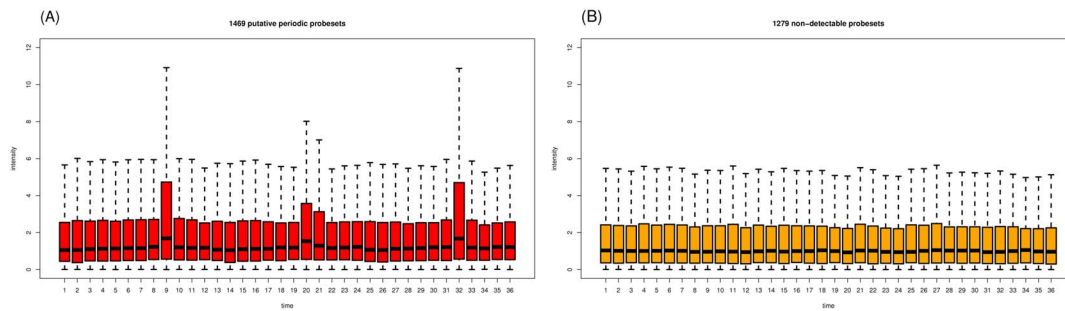 (A)
1469 putative periodic probesets
intensity
12
10
8
6
4
2
0
1 2 3 4 5 6 7 8 9 10 11 12 13 14 15 16 17 18 19 20 21 22 23 24 25 26 27 28 29 30 31 32 33 34 35 36
time
(B)
1279 non−detectable probesets
intensity
12
10
8
6
4
2
0
1 2 3 4 5 6 7 8 9 10 11 12 13 14 15 16 17 18 19 20 21 22 23 24 25 26 27 28 29 30 31 32 33 34 35 36
time